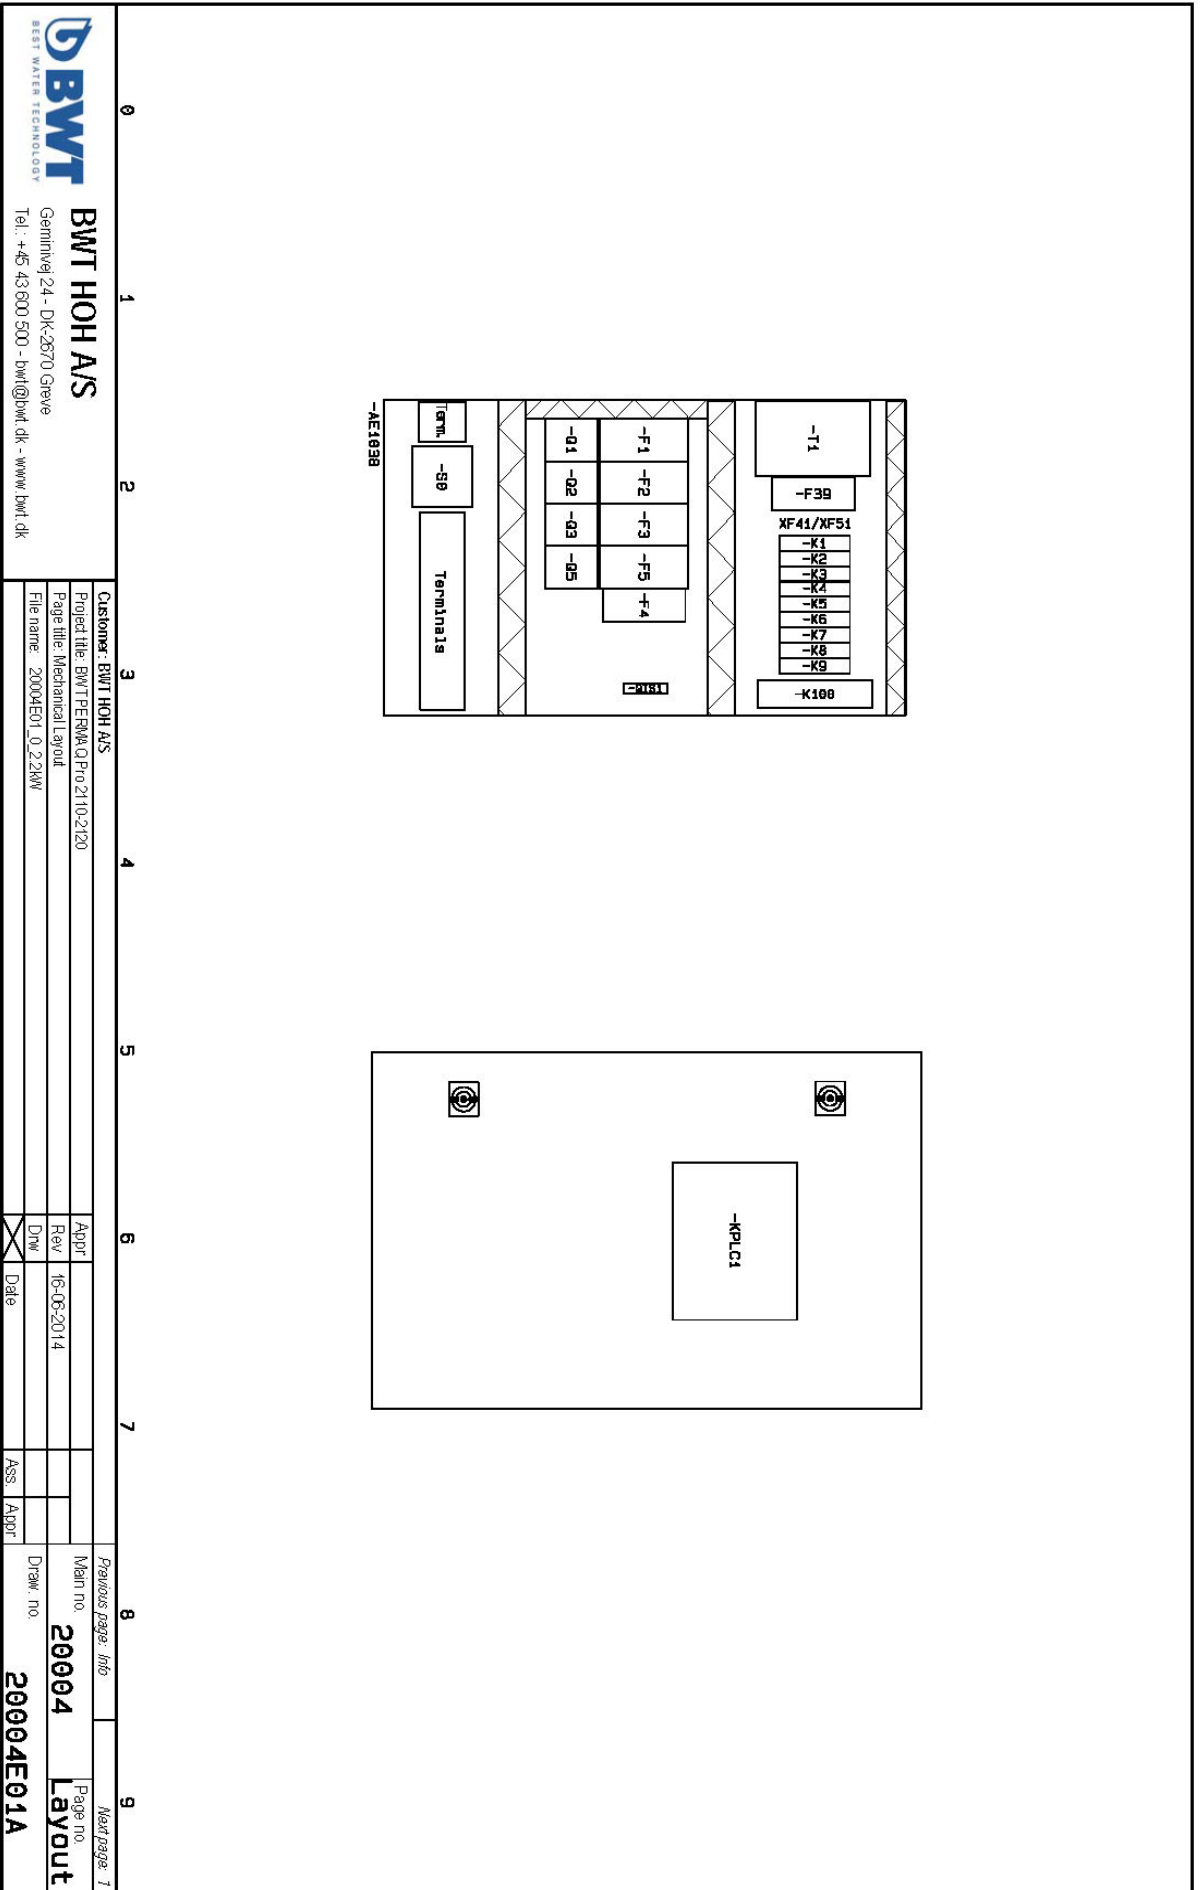 0 1 2 3 4 5 6 7 8 9
-T1
-F39
XF41/XF51
-K1
-K2
-K3
-K4
-K5
-K6
-K7
-K8
-K9
-K100
-F1 -F2 -F3 -F5 -F4
-Q1 -Q2 -Q3 -Q5
Term.
-S0
Terminals
-AE1038
-KPLC1
BWT
BEST WATER TECHNOLOGY
BWT HOH A/S
Geminivej 24 - DK-2670 Greve
Tel.: +45 43 600 500 - bwt@bwt.dk - www.bwt.dk
Customer: BWT HOH A/S
Project title: BWT PERMAQ Pro 2110-2120
Page title: Mechanical Layout
File name: 20004E01_0_2.2kW
Appr
Rev 16-06-2014
Drw
Date Ass. Appr
Previous page: Info Next page: 1
Main no. 20004
Page no. Layout
Draw. no. 20004E01A